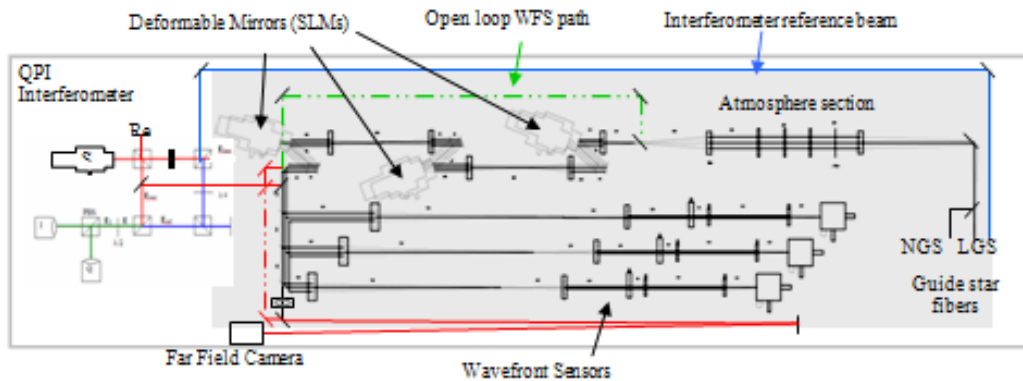 Deformable Mirrors (SLMs)
Open loop WFS path
Interferometer reference beam
QPI
Interferometer
Atmosphere section
NGS LGS
Guide star
fibers
Far Field Camera
Wavefront Sensors